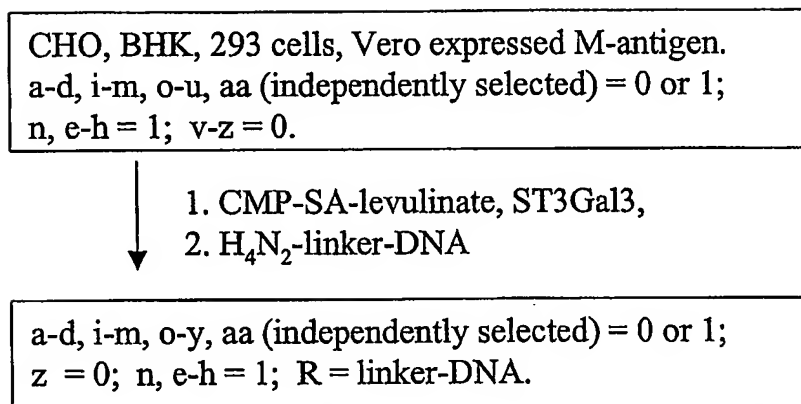 CHO, BHK, 293 cells, Vero expressed M-antigen.
a-d, i-m, o-u, aa (independently selected) = 0 or 1;
n, e-h = 1; v-z = 0.
1. CMP-SA-levulinate, ST3Gal3,
2. H₄N₂-linker-DNA
a-d, i-m, o-y, aa (independently selected) = 0 or 1;
z = 0; n, e-h = 1; R = linker-DNA.